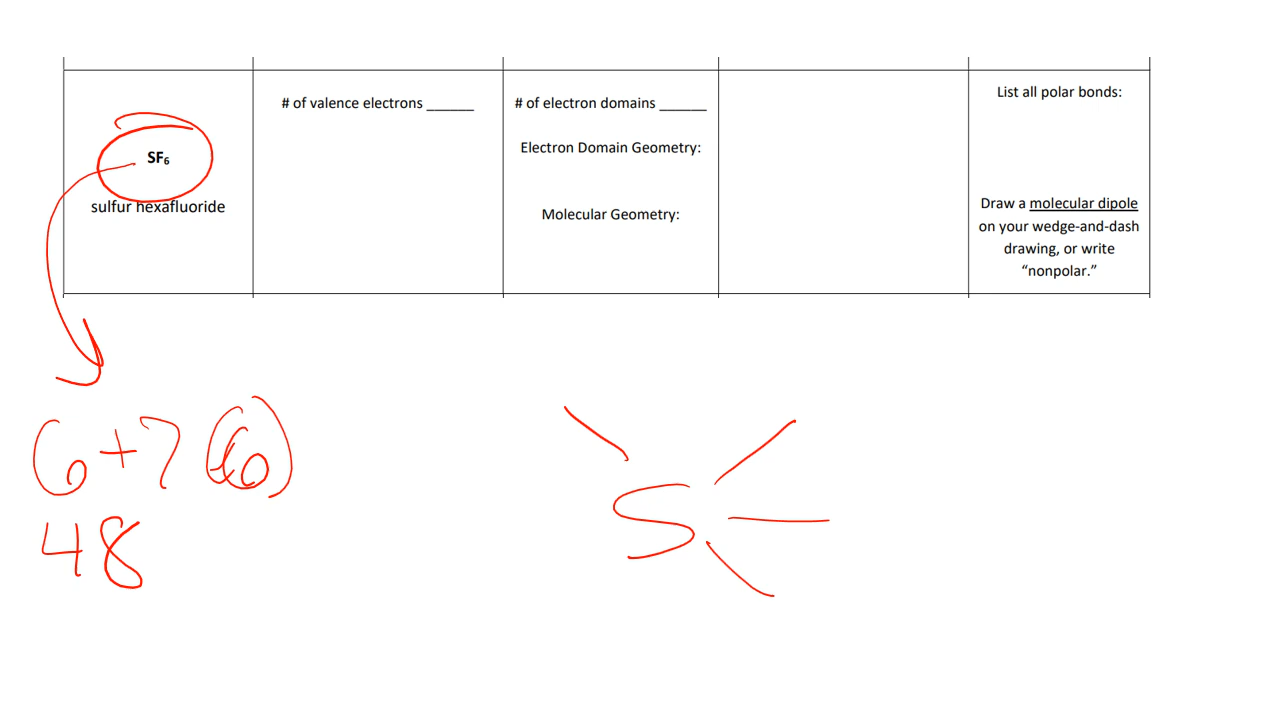 # of valence electrons ______
# of electron domains ______
List all polar bonds:
SF₆
sulfur hexafluoride
Electron Domain Geometry:
Molecular Geometry:
Draw a molecular dipole
on your wedge-and-dash
drawing, or write
“nonpolar.”
6+7(6)
48
S